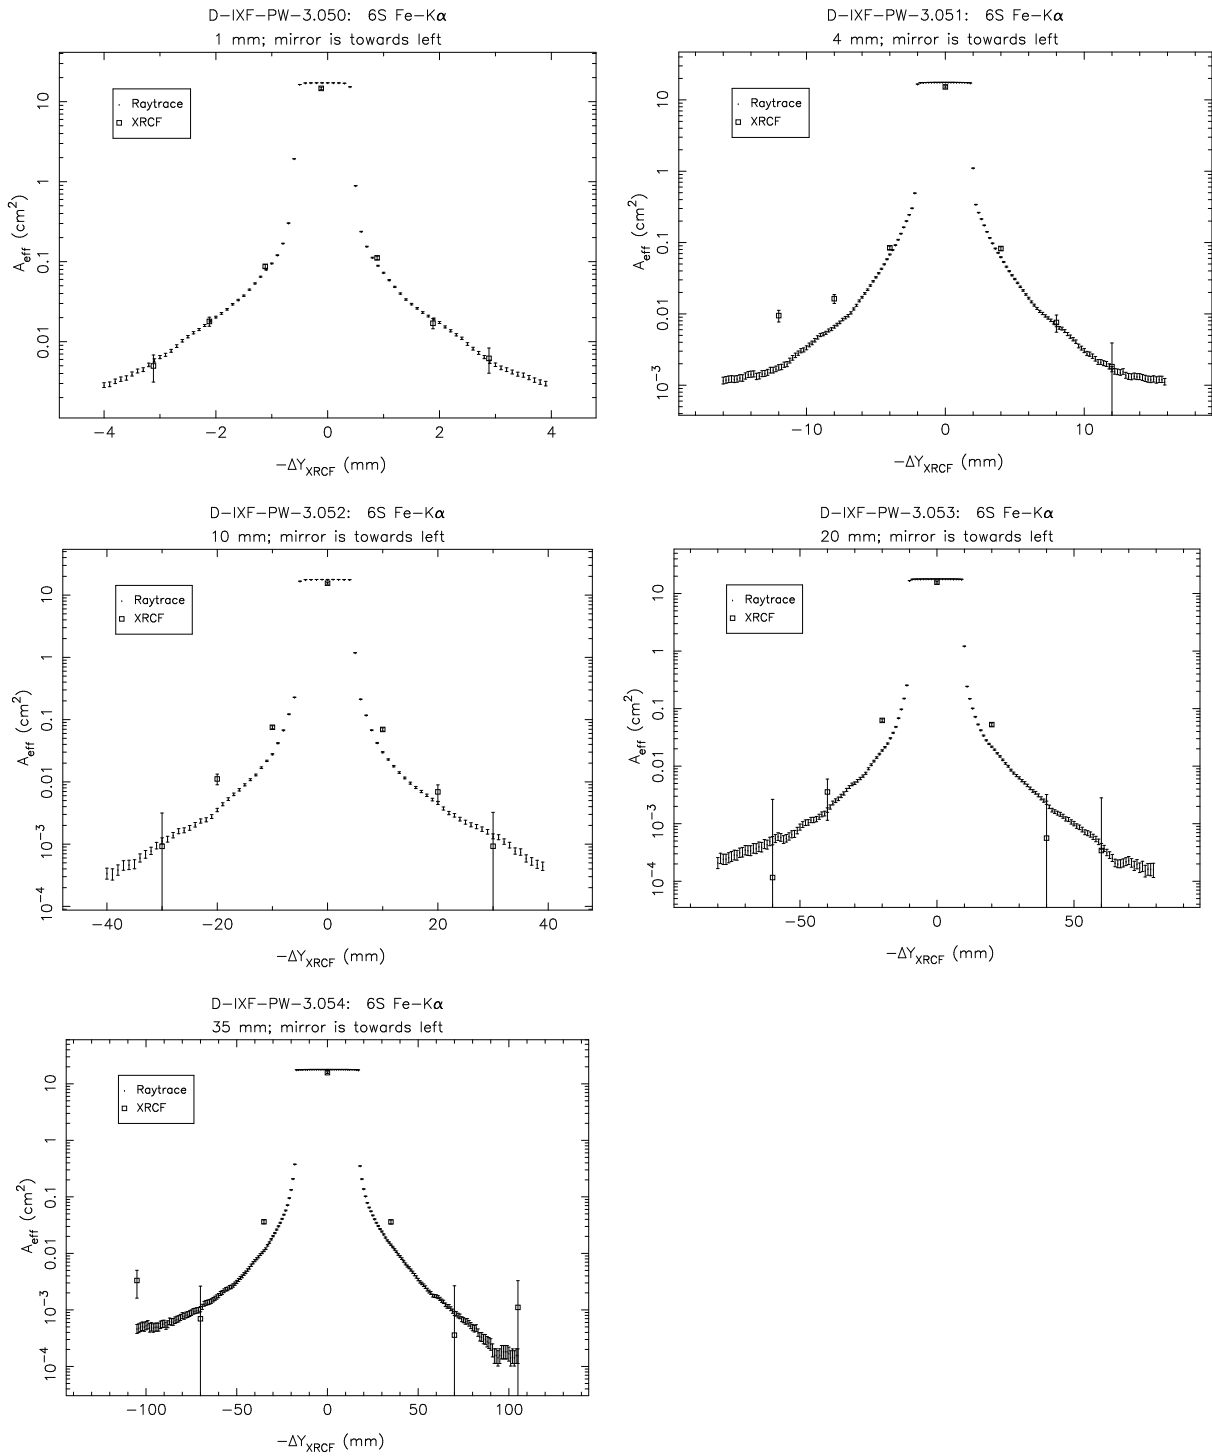 D-IXF-PW-3.050: 6S Fe-Kα
1 mm; mirror is towards left
Raytrace
XRCF
A_eff (cm²)
10
1
0.1
0.01
-4 -2 0 2 4
-ΔY_XRCF (mm)
D-IXF-PW-3.051: 6S Fe-Kα
4 mm; mirror is towards left
Raytrace
XRCF
A_eff (cm²)
10
1
0.1
0.01
10⁻³
-10 0 10
-ΔY_XRCF (mm)
D-IXF-PW-3.052: 6S Fe-Kα
10 mm; mirror is towards left
Raytrace
XRCF
A_eff (cm²)
10
1
0.1
0.01
10⁻³
10⁻⁴
-40 -20 0 20 40
-ΔY_XRCF (mm)
D-IXF-PW-3.053: 6S Fe-Kα
20 mm; mirror is towards left
Raytrace
XRCF
A_eff (cm²)
10
1
0.1
0.01
10⁻³
10⁻⁴
-50 0 50
-ΔY_XRCF (mm)
D-IXF-PW-3.054: 6S Fe-Kα
35 mm; mirror is towards left
Raytrace
XRCF
A_eff (cm²)
10
1
0.1
0.01
10⁻³
10⁻⁴
-100 -50 0 50 100
-ΔY_XRCF (mm)